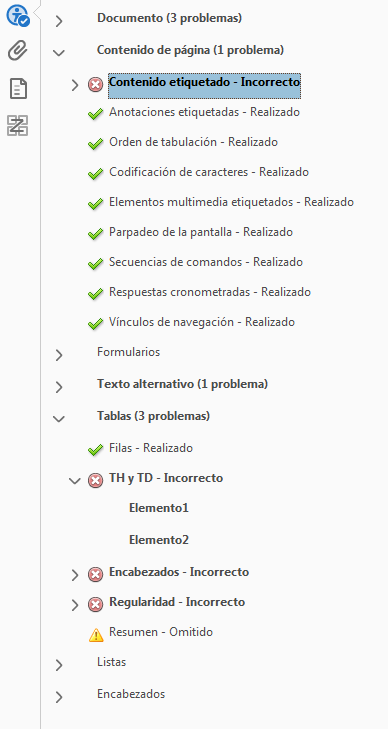 Documento (3 problemas)
Contenido de página (1 problema)
Contenido etiquetado - Incorrecto
Anotaciones etiquetadas - Realizado
Orden de tabulación - Realizado
Codificación de caracteres - Realizado
Elementos multimedia etiquetados - Realizado
Parpadeo de la pantalla - Realizado
Secuencias de comandos - Realizado
Respuestas cronometradas - Realizado
Vínculos de navegación - Realizado
Formularios
Texto alternativo (1 problema)
Tablas (3 problemas)
Filas - Realizado
TH y TD - Incorrecto
Elemento1
Elemento2
Encabezados - Incorrecto
Regularidad - Incorrecto
Resumen - Omitido
Listas
Encabezados